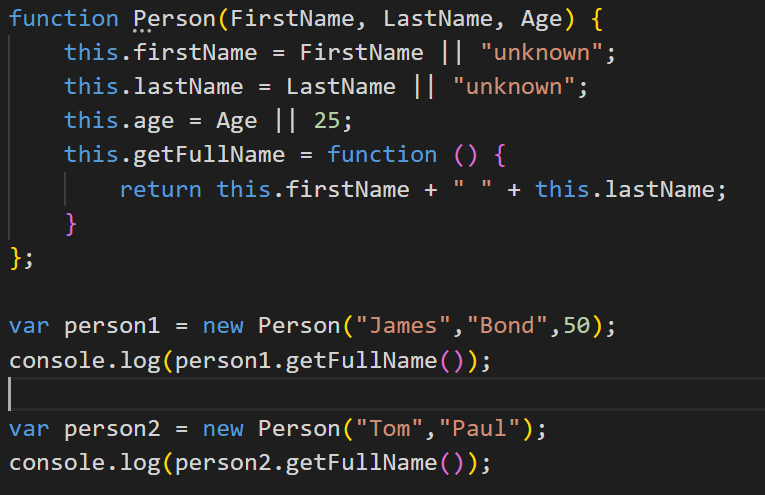 function Person(FirstName, LastName, Age) {
    this.firstName = FirstName || "unknown";
    this.lastName = LastName || "unknown";
    this.age = Age || 25;
    this.getFullName = function () {
        return this.firstName + " " + this.lastName;
    }
};

var person1 = new Person("James","Bond",50);
console.log(person1.getFullName());

var person2 = new Person("Tom","Paul");
console.log(person2.getFullName());